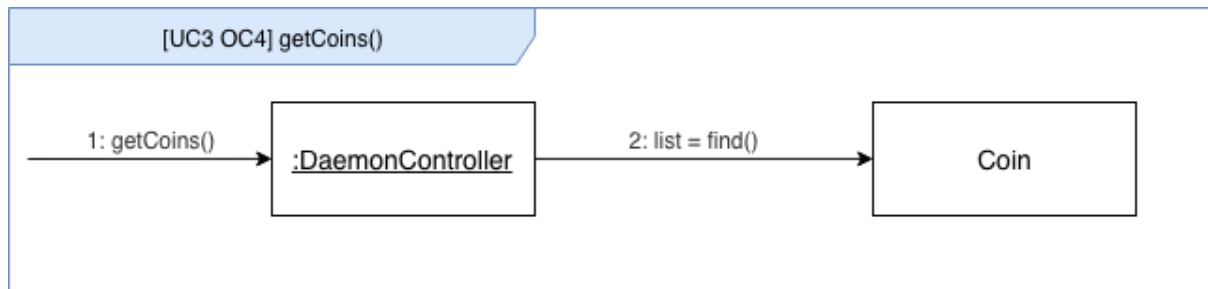 [UC3 OC4] getCoins()
1: getCoins()
:DaemonController
2: list = find()
Coin